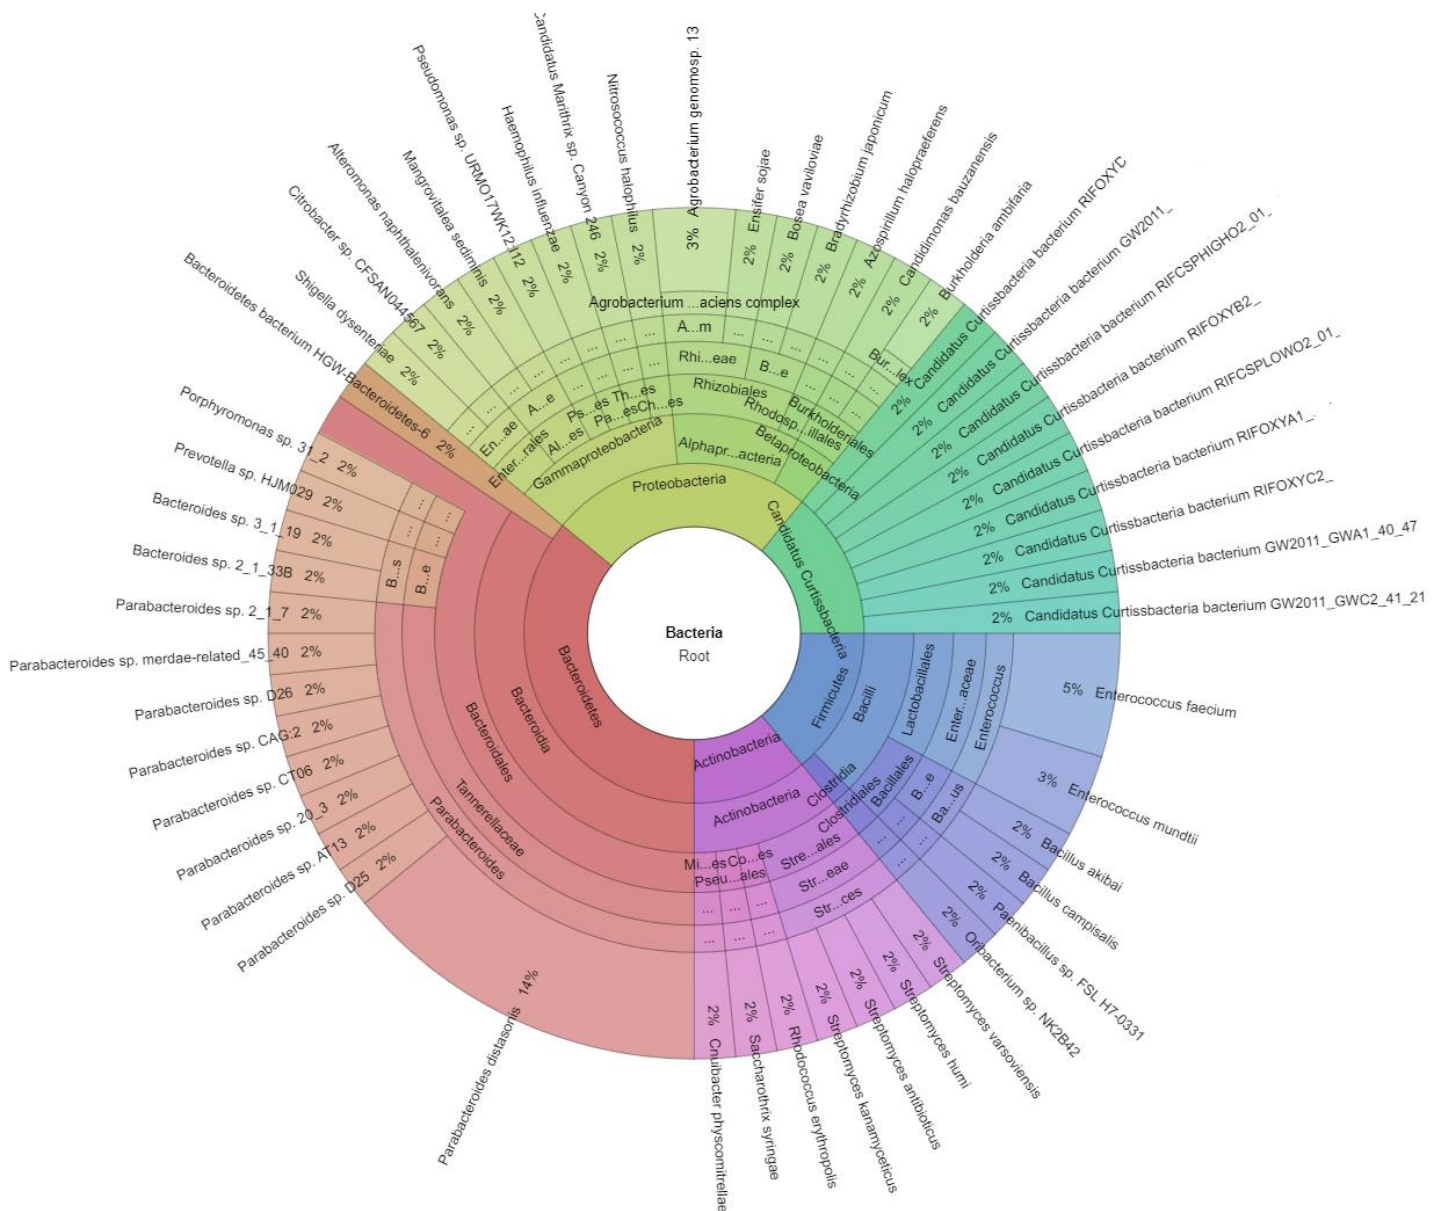 Bacteria
Root
Bacteroidetes
Proteobacteria
Candidatus Curtissbacteria
Firmicutes
Actinobacteria
Bacteroidia
Bacteroidales
Tannerellaceae
Parabacteroides
B...s
B...e
...
...
...
...
Gammaproteobacteria
Alphapr...acteria
Betaproteobacteria
Enter...rales
Al...es
Pa...es
Ch...es
Ps...es
Th...es
En...ae
A...e
Rhizobiales
Rhodosp...illales
Burkholderiales
Rhi...eae
B...e
A...m
Bur...lex
Agrobacterium ...aciens complex
Bacilli
Clostridia
Lactobacillales
Bacillales
Clostridiales
Enter...aceae
B...e
Enterococcus
Ba...us
Actinobacteria
Mi...es
Co...es
Pseu...ales
Stre...ales
Str...eae
Str...ces
Bacteroidetes bacterium HGW-Bacteroidetes-6 2%
Shigella dysenteriae 2%
Citrobacter sp. CFSAN044567 2%
Alteromonas naphthalenivorans 2%
Mangrovitalea sediminis 2%
Pseudomonas sp. URMO17WK12:I12 2%
Haemophilus influenzae 2%
Candidatus Marithrix sp. Canyon 246 2%
Nitrosococcus halophilus 2%
3% Agrobacterium genomosp. 13
2% Ensifer sojae
2% Bosea vaviloviae
2% Bradyrhizobium japonicum
2% Azospirillum halopraeferens
2% Candidimonas bauzanensis
2% Burkholderia ambifaria
2% Candidatus Curtissbacteria bacterium RIFOXYD
2% Candidatus Curtissbacteria bacterium GW2011_
2% Candidatus Curtissbacteria bacterium RIFCSPHIGHO2_01_
2% Candidatus Curtissbacteria bacterium RIFOXYB2_
2% Candidatus Curtissbacteria bacterium RIFCSPLOWO2_01_
2% Candidatus Curtissbacteria bacterium RIFOXYA1_
2% Candidatus Curtissbacteria bacterium RIFOXYC2_
2% Candidatus Curtissbacteria bacterium GW2011_GWA1_40_47
2% Candidatus Curtissbacteria bacterium GW2011_GWC2_41_21
5% Enterococcus faecium
3% Enterococcus mundtii
2% Bacillus akibai
2% Bacillus campisalis
2% Paenibacillus sp. FSL H7-0331
2% Oribacterium sp. NK2B42
2% Streptomyces varsoviensis
2% Streptomyces humi
2% Streptomyces antibioticus
2% Streptomyces kanamyceticus
2% Rhodococcus erythropolis
2% Saccharothrix syringae
2% Cnuibacter physcomitrellae
Parabacteroides distasonis 14%
Parabacteroides sp. D25 2%
Parabacteroides sp. AT13 2%
Parabacteroides sp. 20_3 2%
Parabacteroides sp. CT06 2%
Parabacteroides sp. CAG:2 2%
Parabacteroides sp. D26 2%
Parabacteroides sp. merdae-related_45_40 2%
Parabacteroides sp. 2_1_7 2%
Bacteroides sp. 2_1_33B 2%
Bacteroides sp. 3_1_19 2%
Prevotella sp. HJM029 2%
Porphyromonas sp. 31_2 2%